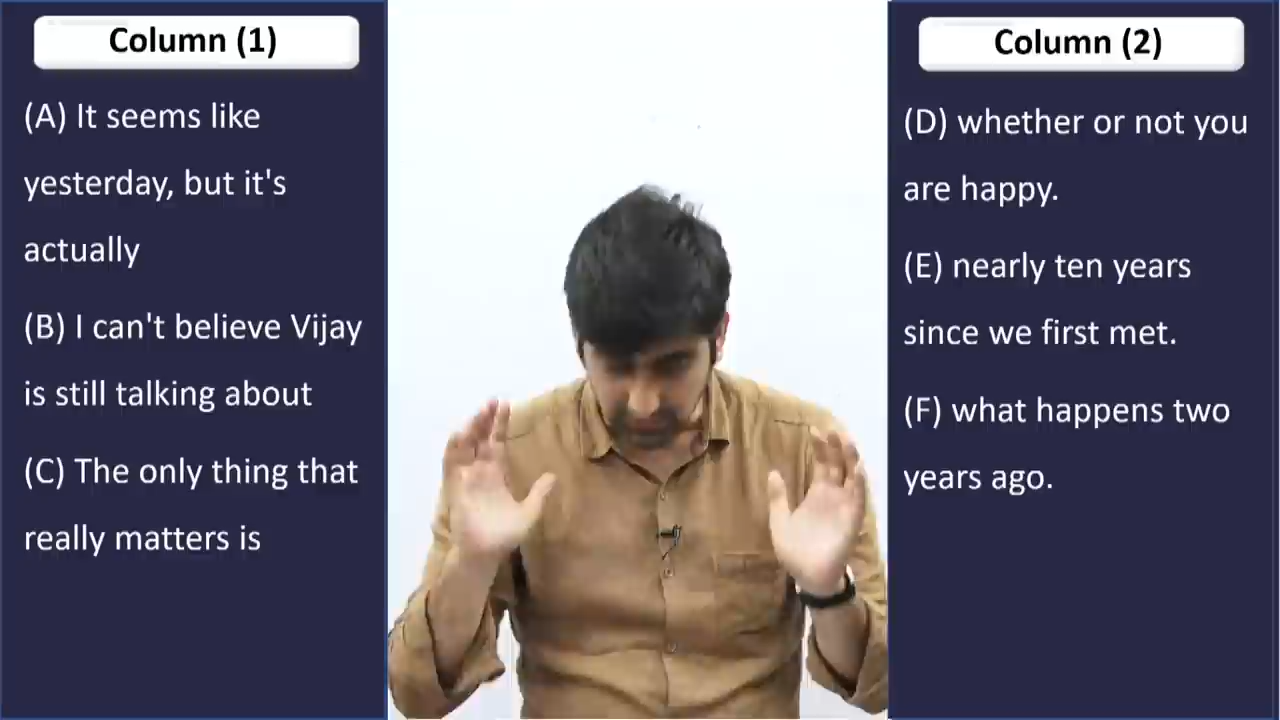 Column (1)
(A) It seems like
yesterday, but it's
actually
(B) I can't believe Vijay
is still talking about
(C) The only thing that
really matters is
Column (2)
(D) whether or not you
are happy.
(E) nearly ten years
since we first met.
(F) what happens two
years ago.